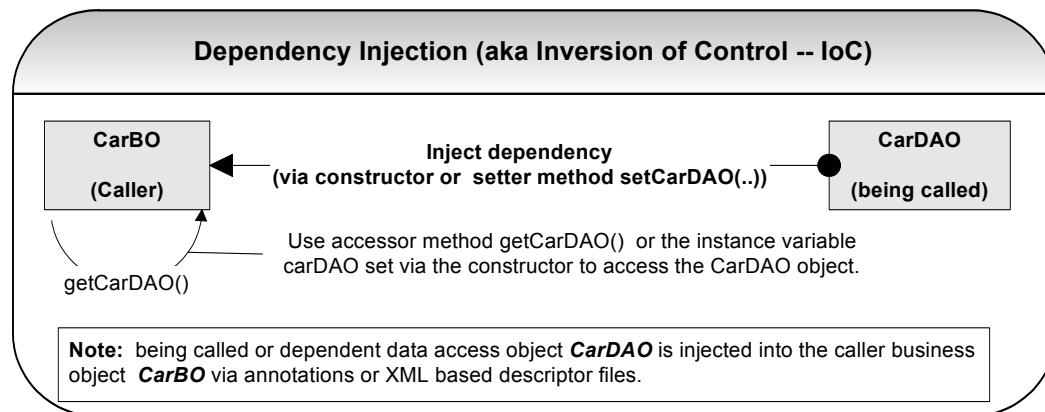 Dependency Injection (aka Inversion of Control -- IoC)
CarBO
(Caller)
Inject dependency
(via constructor or setter method setCarDAO(..))
CarDAO
(being called)
Use accessor method getCarDAO() or the instance variable
carDAO set via the constructor to access the CarDAO object.
getCarDAO()
Note: being called or dependent data access object CarDAO is injected into the caller business
object CarBO via annotations or XML based descriptor files.